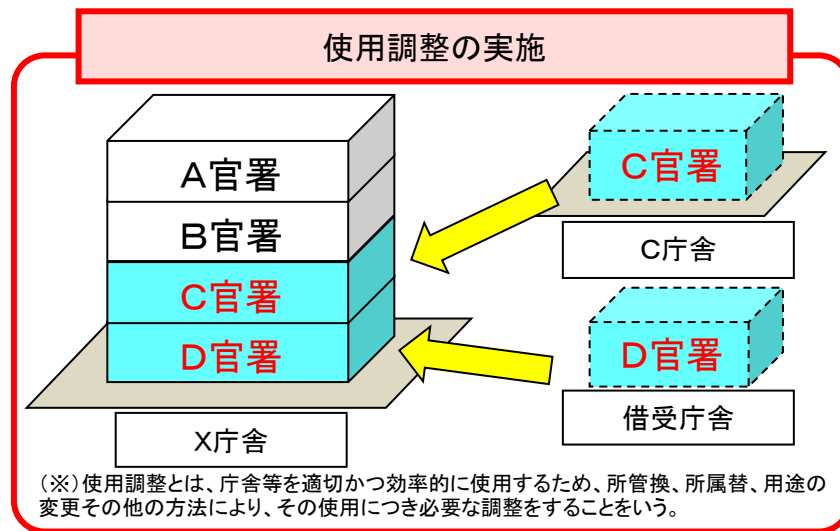 使用調整の実施
A官署
B官署
C官署
D官署
X庁舎
C官署
C庁舎
D官署
借受庁舎
(※)使用調整とは、庁舎等を適切かつ効率的に使用するため、所管換、所属替、用途の
変更その他の方法により、その使用につき必要な調整をすることをいう。